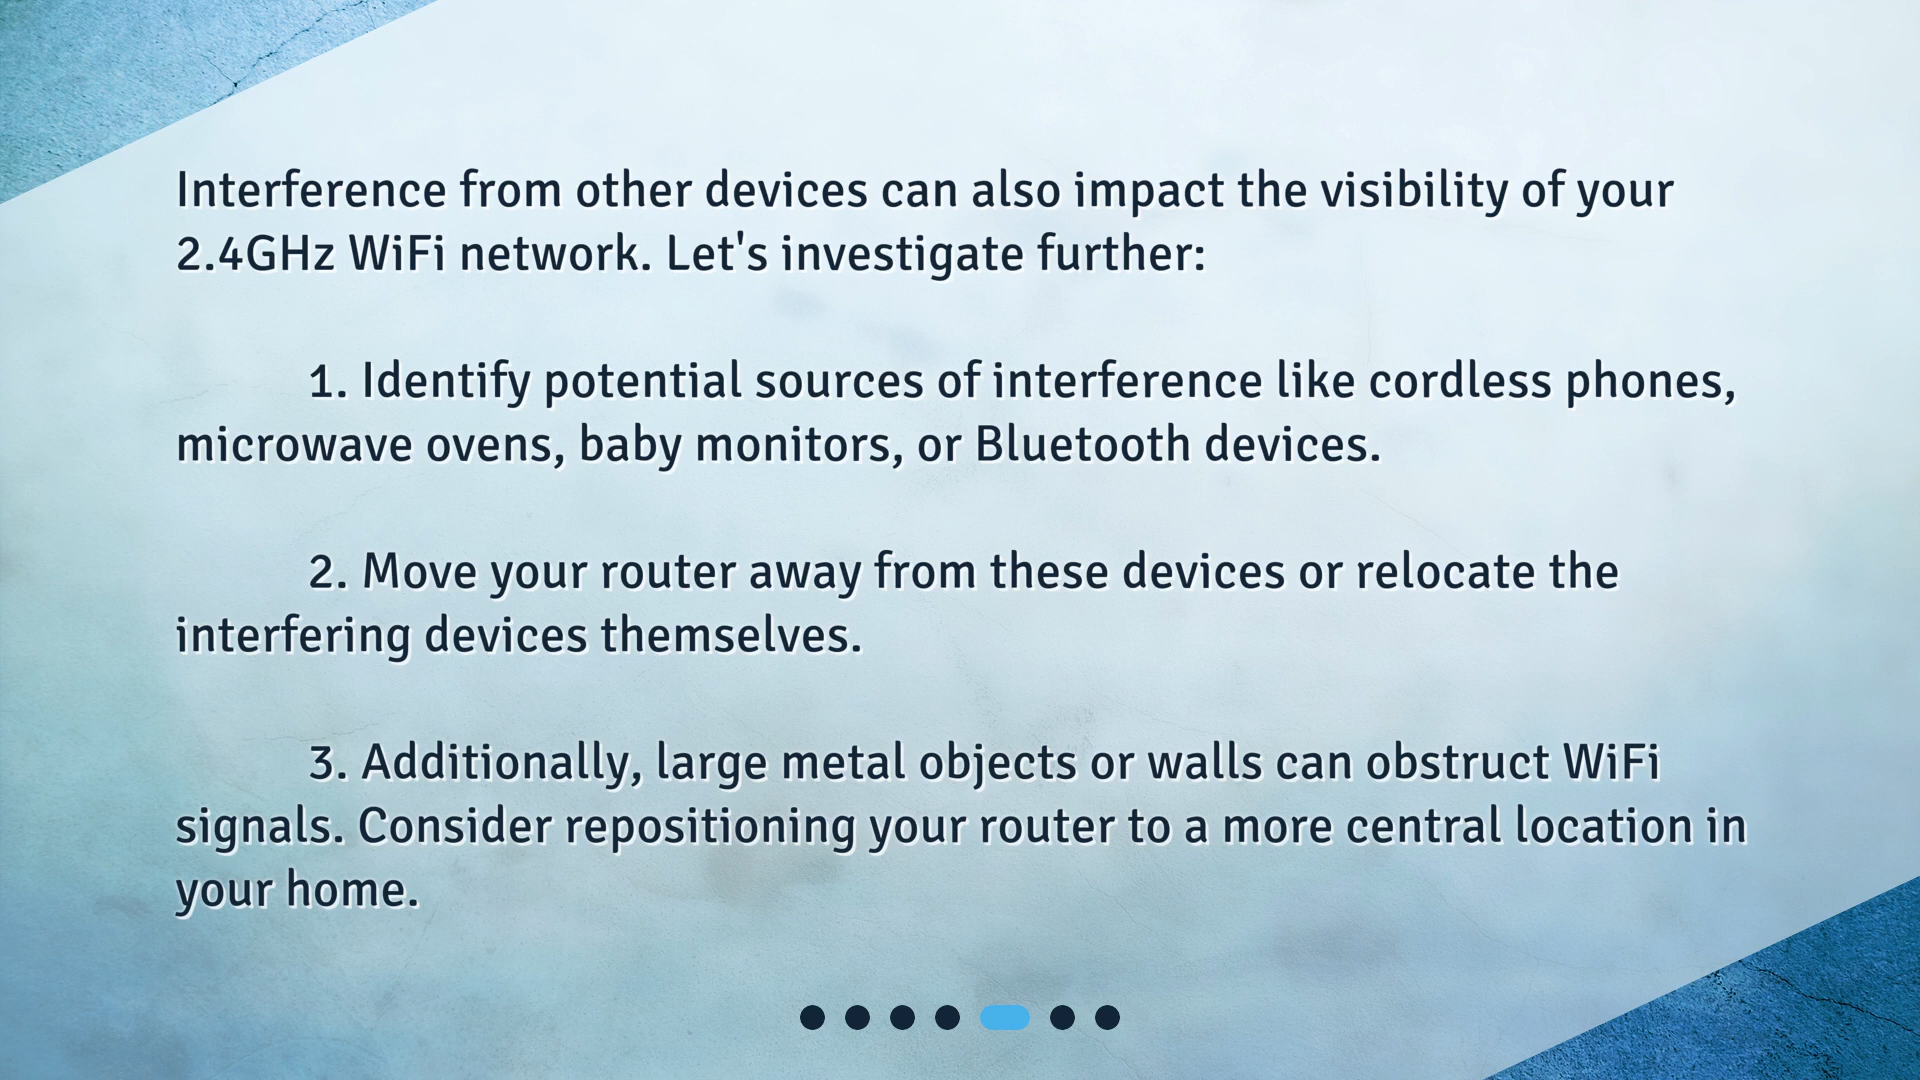 Interference from other devices can also impact the visibility of your
2.4GHz WiFi network. Let's investigate further:
1. Identify potential sources of interference like cordless phones,
microwave ovens, baby monitors, or Bluetooth devices.
2. Move your router away from these devices or relocate the
interfering devices themselves.
3. Additionally, large metal objects or walls can obstruct WiFi
signals. Consider repositioning your router to a more central location in
your home.